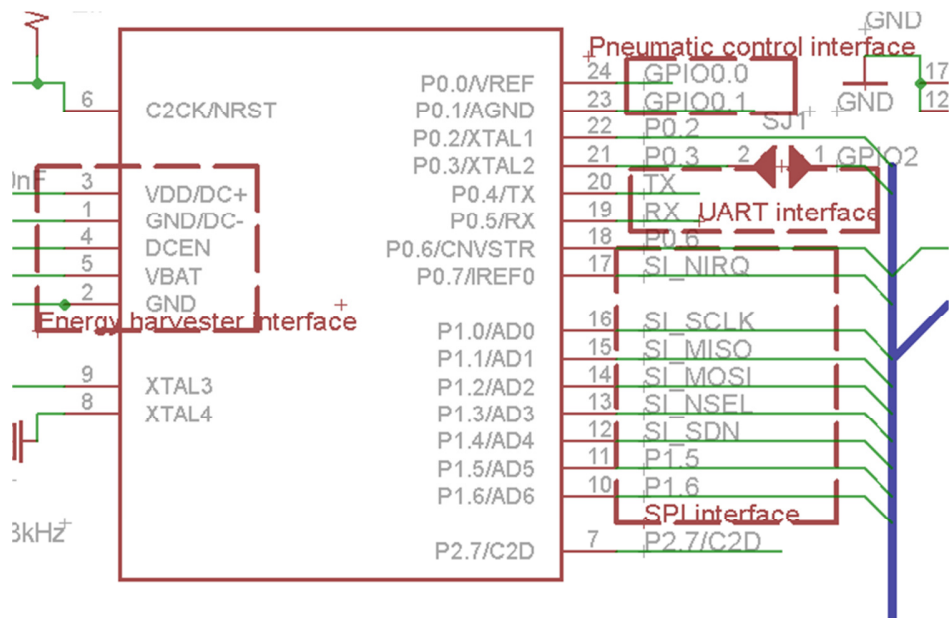 GND
Pneumatic control interface
P0.0/VREF 24 GPIO0.0 17
6 C2CK/NRST P0.1/AGND 23 GPIO0.1 GND 12
P0.2/XTAL1 22 P0.2 SJ1
P0.3/XTAL2 21 P0.3 2 1 GPIO2
3 VDD/DC+ P0.4/TX 20 TX
1 GND/DC- P0.5/RX 19 RX UART interface
4 DCEN P0.6/CNVSTR 18 P0.6
5 VBAT P0.7/IREF0 17 SI_NIRQ
2 GND
Energy harvester interface
P1.0/AD0 16 SI_SCLK
P1.1/AD1 15 SI_MISO
9 XTAL3 P1.2/AD2 14 SI_MOSI
8 XTAL4 P1.3/AD3 13 SI_NSEL
P1.4/AD4 12 SI_SDN
P1.5/AD5 11 P1.5
P1.6/AD6 10 P1.6
SPI interface
P2.7/C2D 7 P2.7/C2D